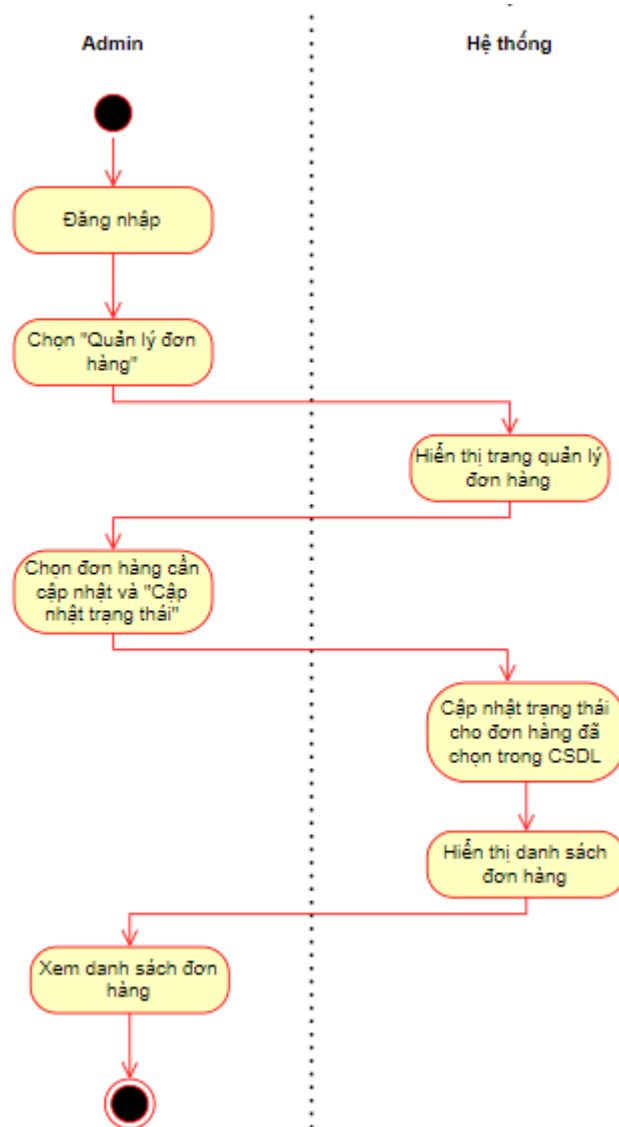 Admin
Hệ thống
Đăng nhập
Chọn "Quản lý đơn
hàng"
Hiển thị trang quản lý
đơn hàng
Chọn đơn hàng cần
cập nhật và "Cập
nhật trạng thái"
Cập nhật trạng thái
cho đơn hàng đã
chọn trong CSDL
Hiển thị danh sách
đơn hàng
Xem danh sách đơn
hàng